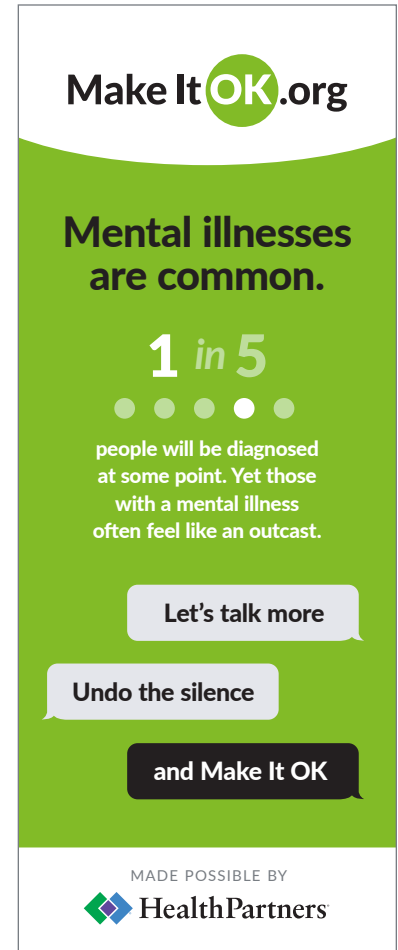 Make It OK.org
Mental illnesses
are common.
1 in 5
people will be diagnosed
at some point. Yet those
with a mental illness
often feel like an outcast.
Let's talk more
Undo the silence
and Make It OK
MADE POSSIBLE BY
HealthPartners